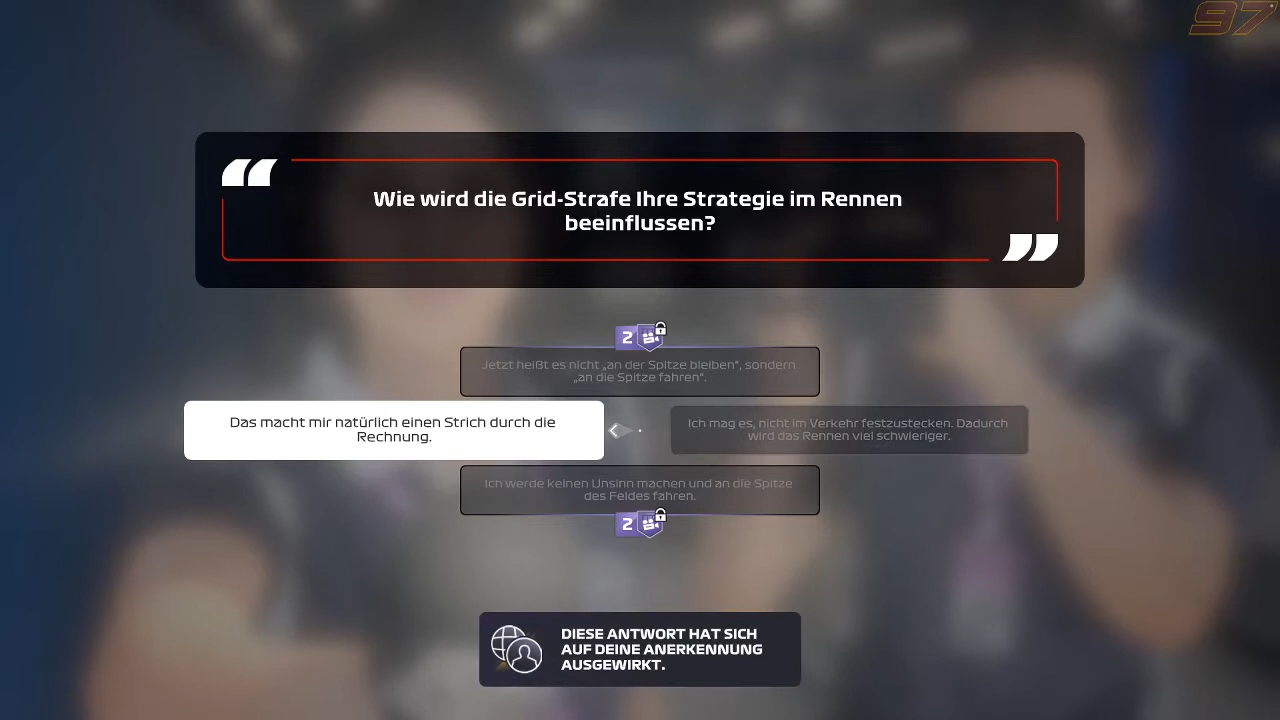 97
Wie wird die Grid-Strafe Ihre Strategie im Rennen
beeinflussen?
2
Jetzt heißt es nicht „an der Spitze bleiben“, sondern
„an die Spitze fahren“.
Das macht mir natürlich einen Strich durch die
Rechnung.
Ich mag es, nicht im Verkehr festzustecken. Dadurch
wird das Rennen viel schwieriger.
Ich werde keinen Unsinn machen und an die Spitze
des Feldes fahren.
2
DIESE ANTWORT HAT SICH
AUF DEINE ANERKENNUNG
AUSGEWIRKT.